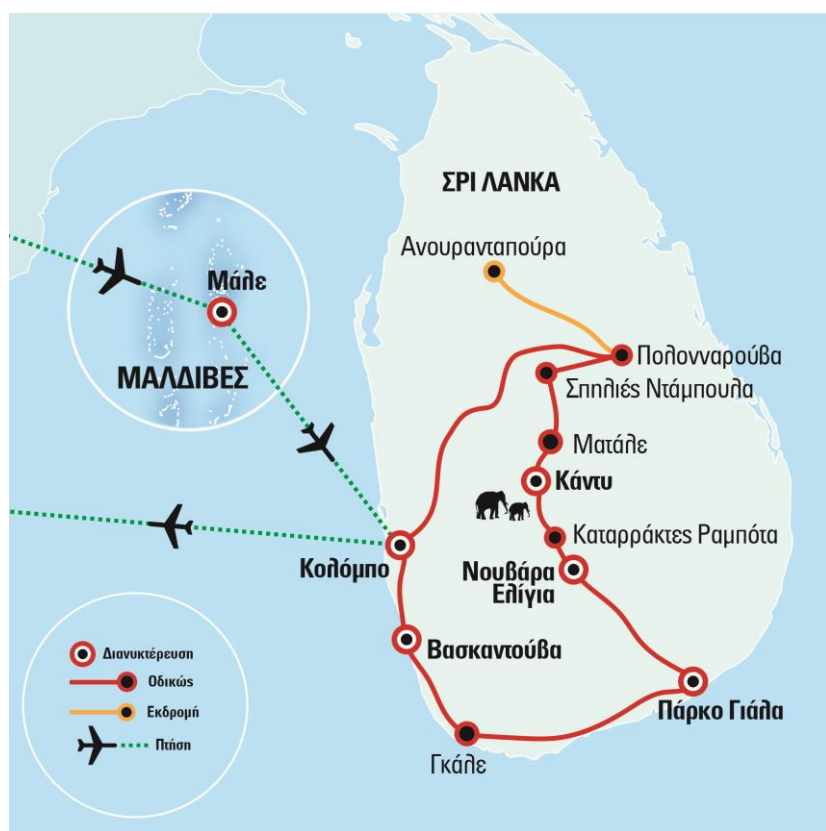 ΣΡΙ ΛΑΝΚΑ
Ανουρανταπούρα
Μάλε
ΜΑΛΔΙΒΕΣ
Πολονναρούβα
Σπηλιές Ντάμπουλα
Ματάλε
Κάντυ
Καταρράκτες Ραμπότα
Κολόμπο
Νουβάρα
Ελίγια
Βασκαντούβα
Πάρκο Γιάλα
Γκάλε
Διανυκτέρευση
Οδικώς
Εκδρομή
Πτήση